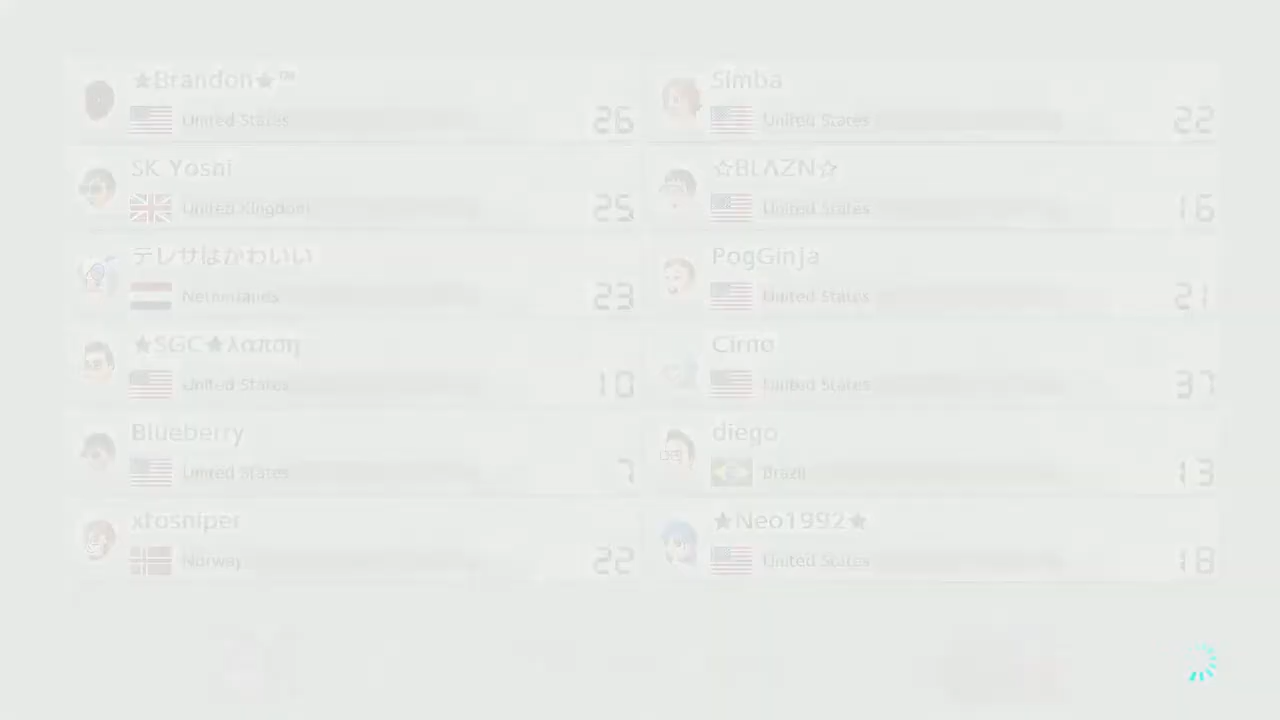 ★Brandon★™
United States
26
SK Yoshi
United Kingdom
25
テレサはかわいい
Netherlands
23
★SGC★λαπση
United States
10
Blueberry
United States
7
xtosniper
Norway
22
Simba
United States
22
☆BLΛZN☆
United States
16
PogGinja
United States
21
Cirno
United States
37
diego
Brazil
13
★Neo1992★
United States
18